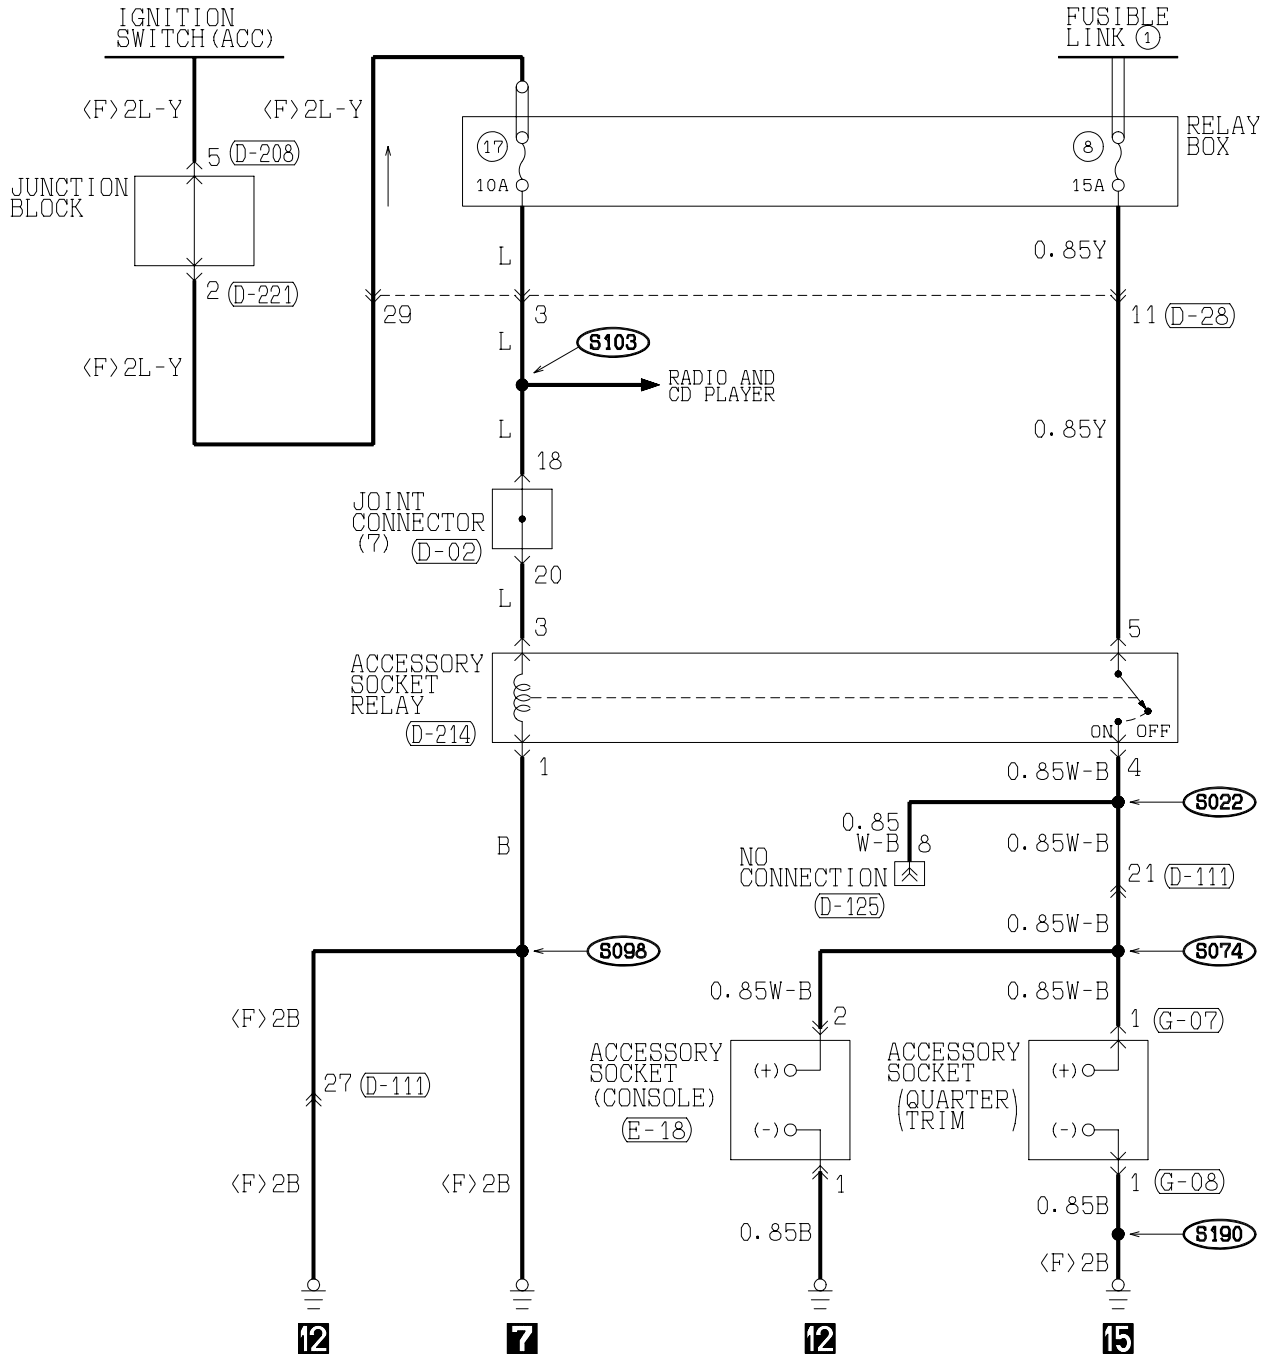 IGNITION
SWITCH(ACC)
FUSIBLE
LINK 1
<F>2L-Y
<F>2L-Y
RELAY
BOX
17
8
5 D-208
10A
15A
JUNCTION
BLOCK
L
0.85Y
2 D-221
29
3
11 D-28
L
S103
<F>2L-Y
RADIO AND
CD PLAYER
L
0.85Y
18
JOINT
CONNECTOR
(7) D-02
20
L
3
5
ACCESSORY
SOCKET
RELAY
D-214
ON OFF
1
0.85W-B 4
S022
0.85
W-B 8
0.85W-B
B
NO
CONNECTION
D-125
21 D-111
0.85W-B
S098
S074
0.85W-B
0.85W-B
<F>2B
2
1 G-07
ACCESSORY
SOCKET
(CONSOLE)
E-18
(+)
(-)
ACCESSORY
SOCKET
(QUARTER
TRIM)
(+)
(-)
27 D-111
<F>2B
<F>2B
1
1 G-08
0.85B
0.85B
S190
<F>2B
12
7
12
15